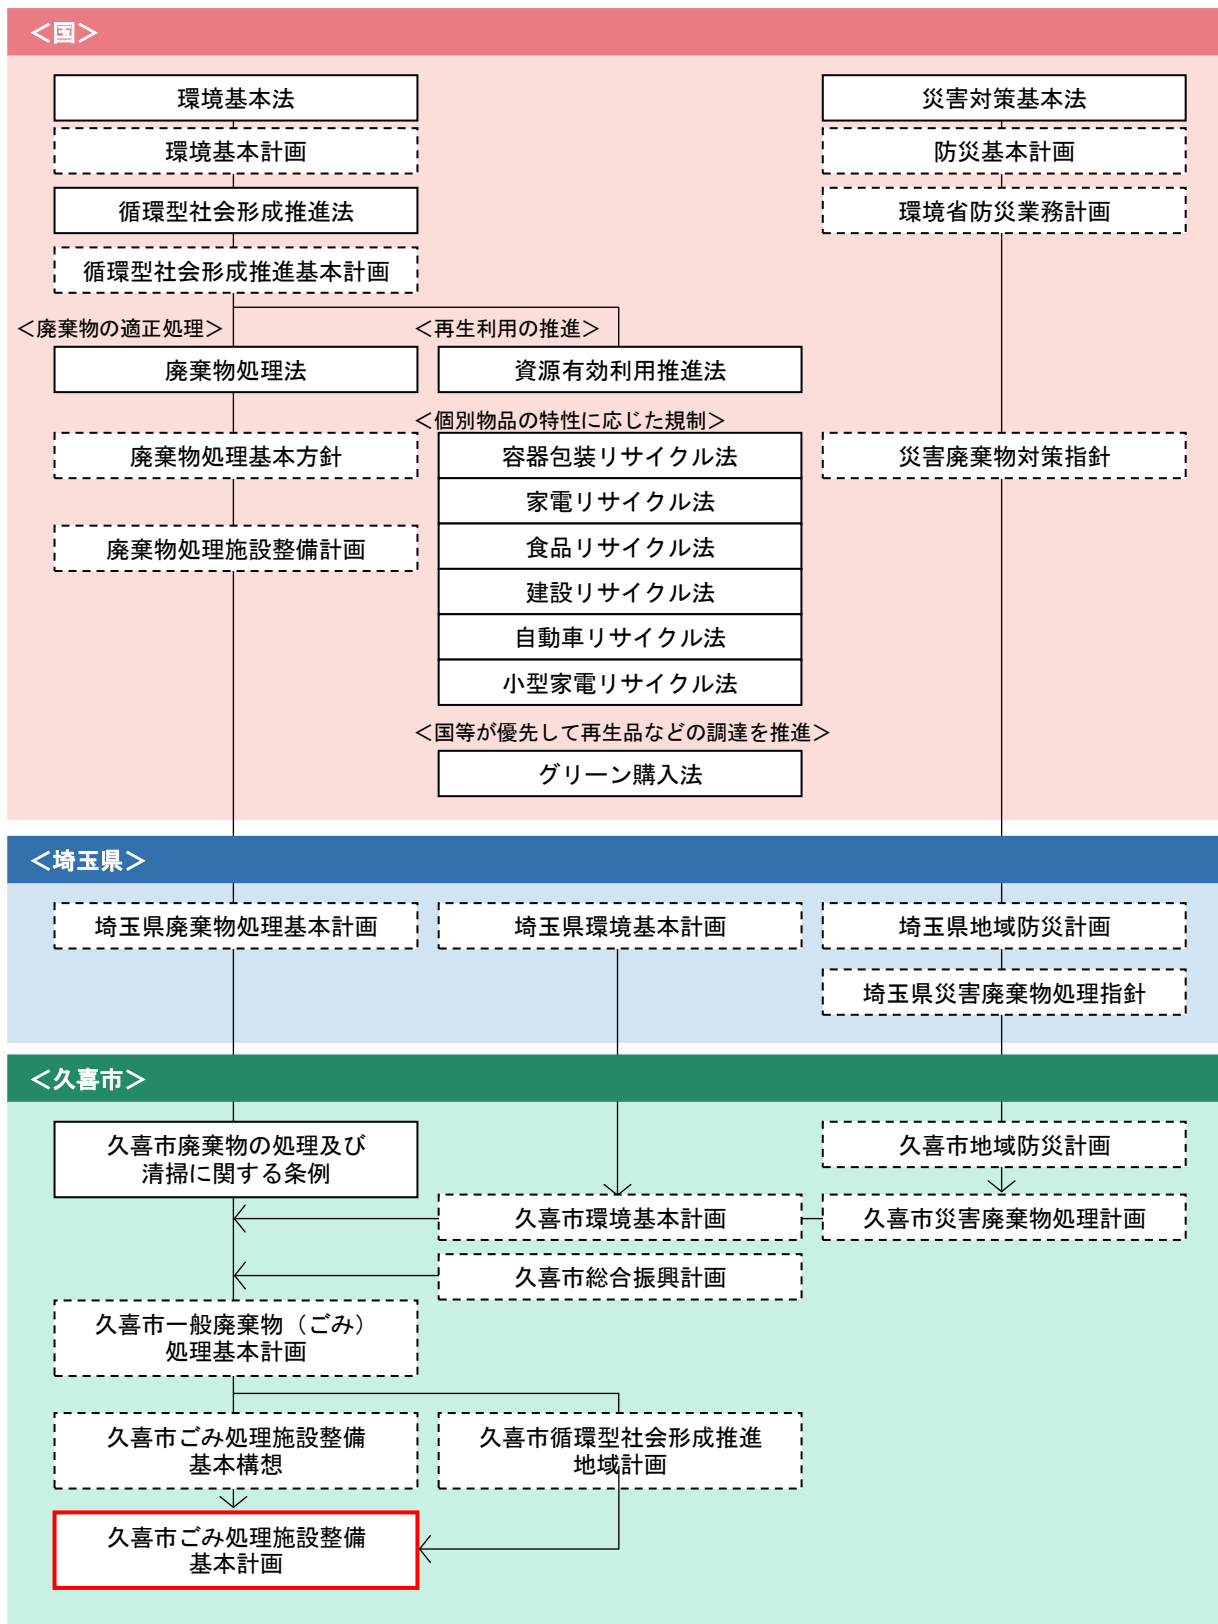 ＜国＞
環境基本法
災害対策基本法
環境基本計画
防災基本計画
循環型社会形成推進法
環境省防災業務計画
循環型社会形成推進基本計画
＜廃棄物の適正処理＞
＜再生利用の推進＞
廃棄物処理法
資源有効利用推進法
＜個別物品の特性に応じた規制＞
廃棄物処理基本方針
容器包装リサイクル法
災害廃棄物対策指針
家電リサイクル法
廃棄物処理施設整備計画
食品リサイクル法
建設リサイクル法
自動車リサイクル法
小型家電リサイクル法
＜国等が優先して再生品などの調達を推進＞
グリーン購入法
＜埼玉県＞
埼玉県廃棄物処理基本計画
埼玉県環境基本計画
埼玉県地域防災計画
埼玉県災害廃棄物処理指針
＜久喜市＞
久喜市廃棄物の処理及び
清掃に関する条例
久喜市地域防災計画
久喜市環境基本計画
久喜市災害廃棄物処理計画
久喜市総合振興計画
久喜市一般廃棄物（ごみ）
処理基本計画
久喜市ごみ処理施設整備
基本構想
久喜市循環型社会形成推進
地域計画
久喜市ごみ処理施設整備
基本計画